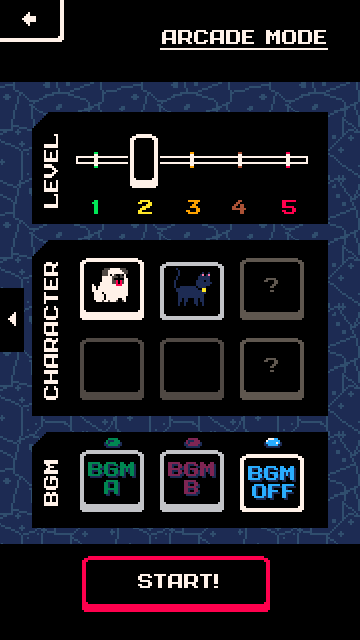 ARCADE MODE
LEVEL
1 2 3 4 5
CHARACTER
?
?
BGM
BGM A
BGM B
BGM OFF
START!